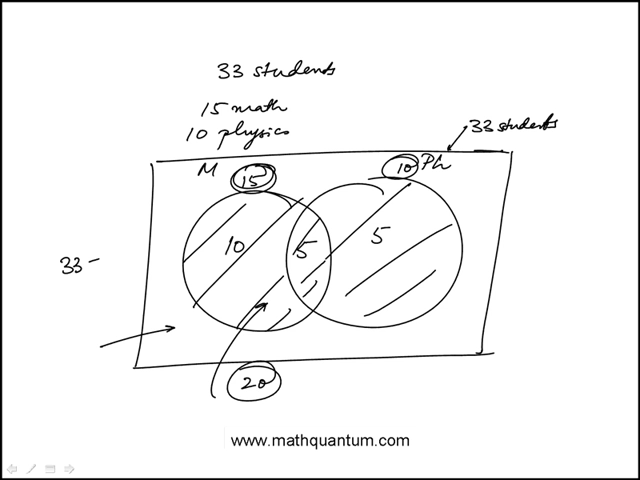 33 students
15 math
10 physics
33 students
M
15
10
Ph
10
5
5
33 -
20
www.mathquantum.com